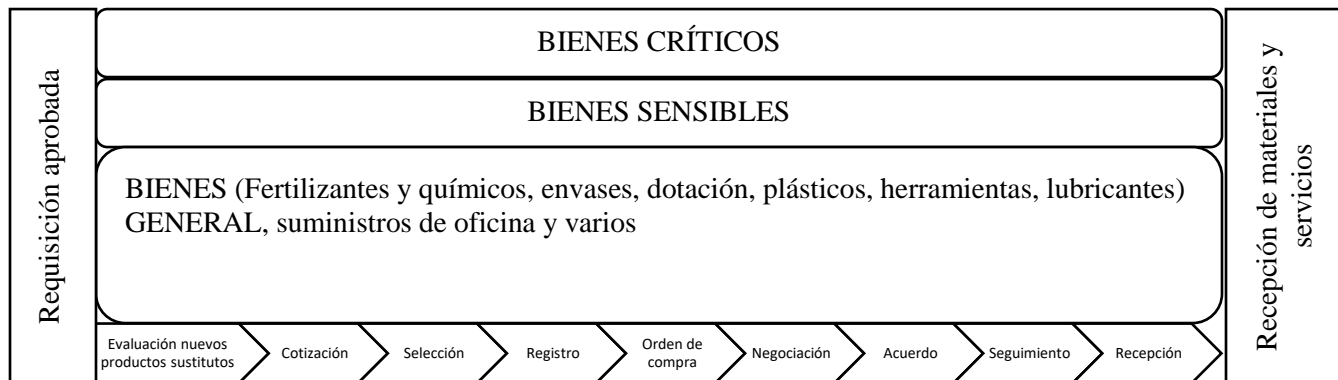 Requisición aprobada
BIENES CRÍTICOS
BIENES SENSIBLES
BIENES (Fertilizantes y químicos, envases, dotación, plásticos, herramientas, lubricantes)
GENERAL, suministros de oficina y varios
Evaluación nuevos
productos sustitutos
Cotización
Selección
Registro
Orden de
compra
Negociación
Acuerdo
Seguimiento
Recepción
Recepción de materiales y
servicios